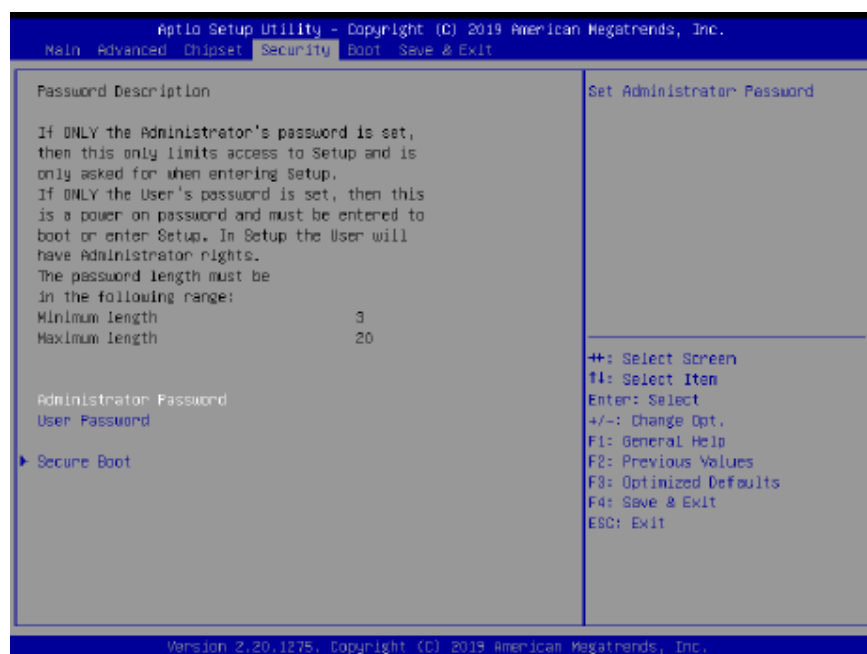 Aptio Setup Utility – Copyright (C) 2019 American Megatrends, Inc.
Main Advanced Chipset Security Boot Save & Exit
Password Description
If ONLY the Administrator's password is set,
then this only limits access to Setup and is
only asked for when entering Setup.
If ONLY the User's password is set, then this
is a power on password and must be entered to
boot or enter Setup. In Setup the User will
have Administrator rights.
The password length must be
in the following range:
Minimum length 3
Maximum length 20
Administrator Password
User Password
► Secure Boot
Set Administrator Password
→←: Select Screen
↑↓: Select Item
Enter: Select
+/-: Change Opt.
F1: General Help
F2: Previous Values
F3: Optimized Defaults
F4: Save & Exit
ESC: Exit
Version 2.20.1275. Copyright (C) 2019 American Megatrends, Inc.